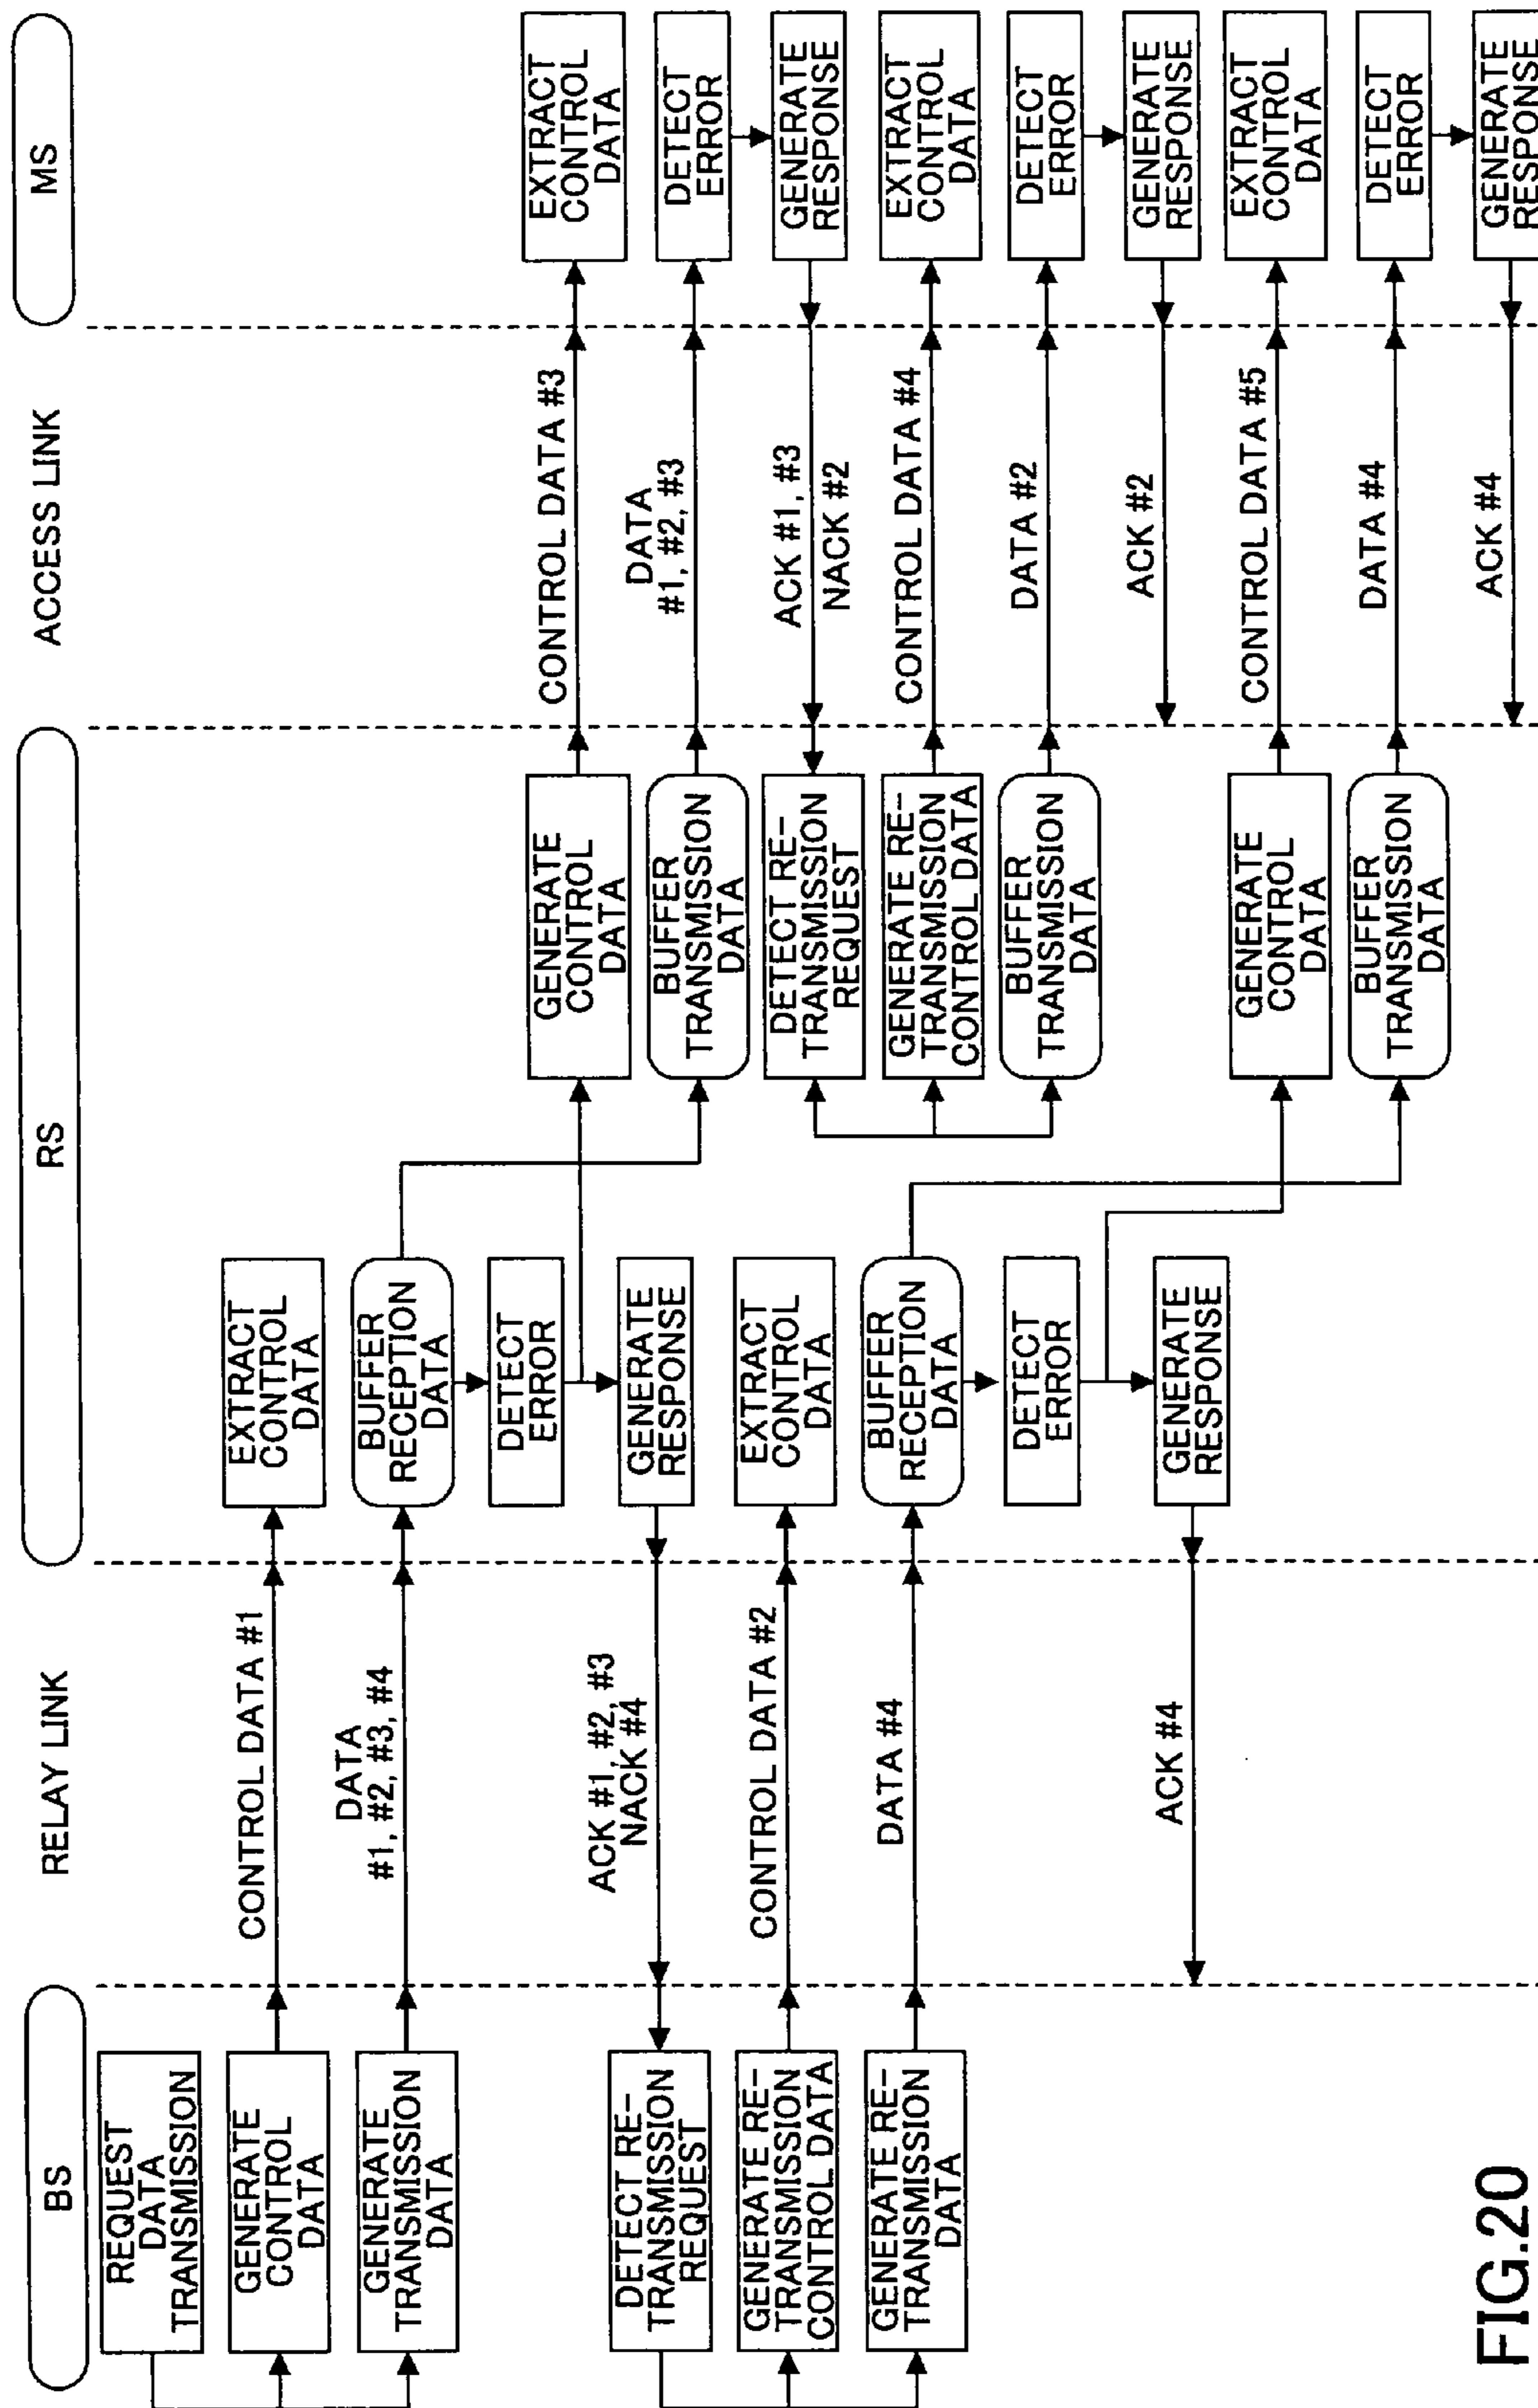 BS
RELAY LINK
RS
ACCESS LINK
MS
REQUEST
DATA
TRANSMISSION
GENERATE
CONTROL
DATA
CONTROL DATA #1
EXTRACT
CONTROL
DATA
GENERATE
TRANSMISSION
DATA
DATA
#1, #2, #3, #4
BUFFER
RECEPTION
DATA
DETECT
ERROR
GENERATE
CONTROL
DATA
CONTROL DATA #3
EXTRACT
CONTROL
DATA
DETECT RE-
TRANSMISSION
REQUEST
ACK #1, #2, #3
NACK #4
GENERATE
RESPONSE
BUFFER
TRANSMISSION
DATA
DATA
#1, #2, #3
DETECT
ERROR
GENERATE RE-
TRANSMISSION
CONTROL DATA
CONTROL DATA #2
EXTRACT
CONTROL
DATA
DETECT RE-
TRANSMISSION
REQUEST
ACK #1, #3
NACK #2
GENERATE
RESPONSE
GENERATE RE-
TRANSMISSION
DATA
DATA #4
BUFFER
RECEPTION
DATA
GENERATE RE-
TRANSMISSION
CONTROL DATA
CONTROL DATA #4
EXTRACT
CONTROL
DATA
DETECT
ERROR
BUFFER
TRANSMISSION
DATA
DATA #2
DETECT
ERROR
ACK #4
GENERATE
RESPONSE
ACK #2
GENERATE
RESPONSE
GENERATE
CONTROL
DATA
CONTROL DATA #5
EXTRACT
CONTROL
DATA
BUFFER
TRANSMISSION
DATA
DATA #4
DETECT
ERROR
ACK #4
GENERATE
RESPONSE
FIG.20